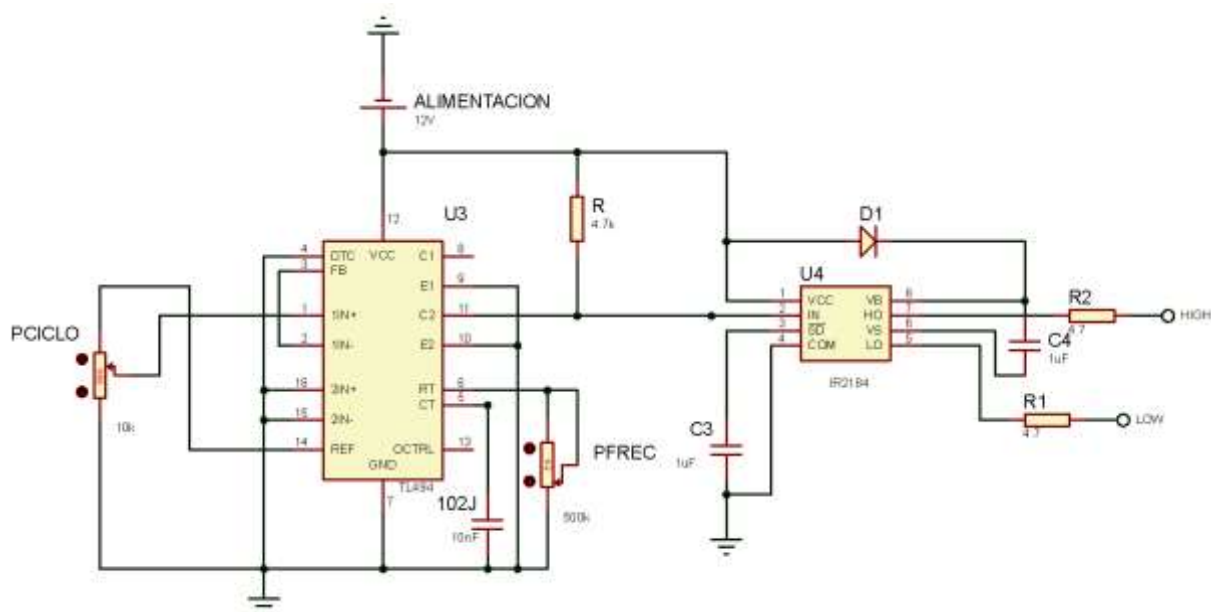 ALIMENTACION
12V
U3
R
4.7k
D1
U4
R2
4.7
HIGH
C4
1uF
R1
4.7
LOW
C3
1uF
PCICLO
10k
PFREC
500k
102J
10nF
TL494
IR2184
12
VCC
4
DTC
3
FB
1
1IN+
2
1IN-
16
2IN+
15
2IN-
14
REF
GND
7
C1
8
E1
9
C2
11
E2
10
RT
6
CT
5
OCTRL
13
1
VCC
2
IN
3
SD
4
COM
VB
8
HO
7
VS
6
LO
5